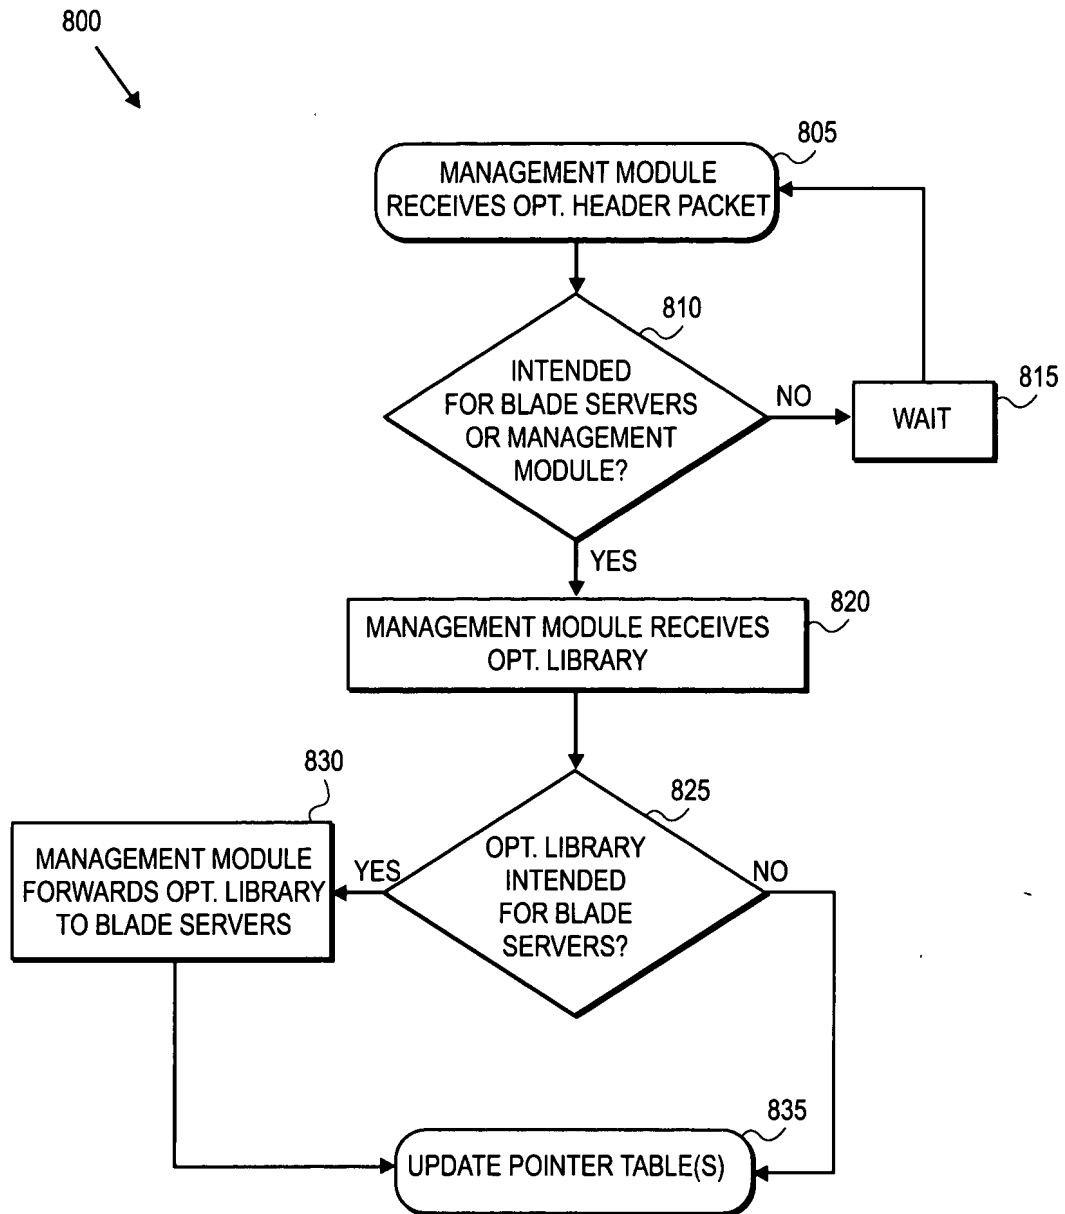 800
805
MANAGEMENT MODULE
RECEIVES OPT. HEADER PACKET
810
INTENDED
FOR BLADE SERVERS
OR MANAGEMENT
MODULE?
NO
815
WAIT
YES
820
MANAGEMENT MODULE RECEIVES
OPT. LIBRARY
830
MANAGEMENT MODULE
FORWARDS OPT. LIBRARY
TO BLADE SERVERS
YES
825
OPT. LIBRARY
INTENDED
FOR BLADE
SERVERS?
NO
835
UPDATE POINTER TABLE(S)